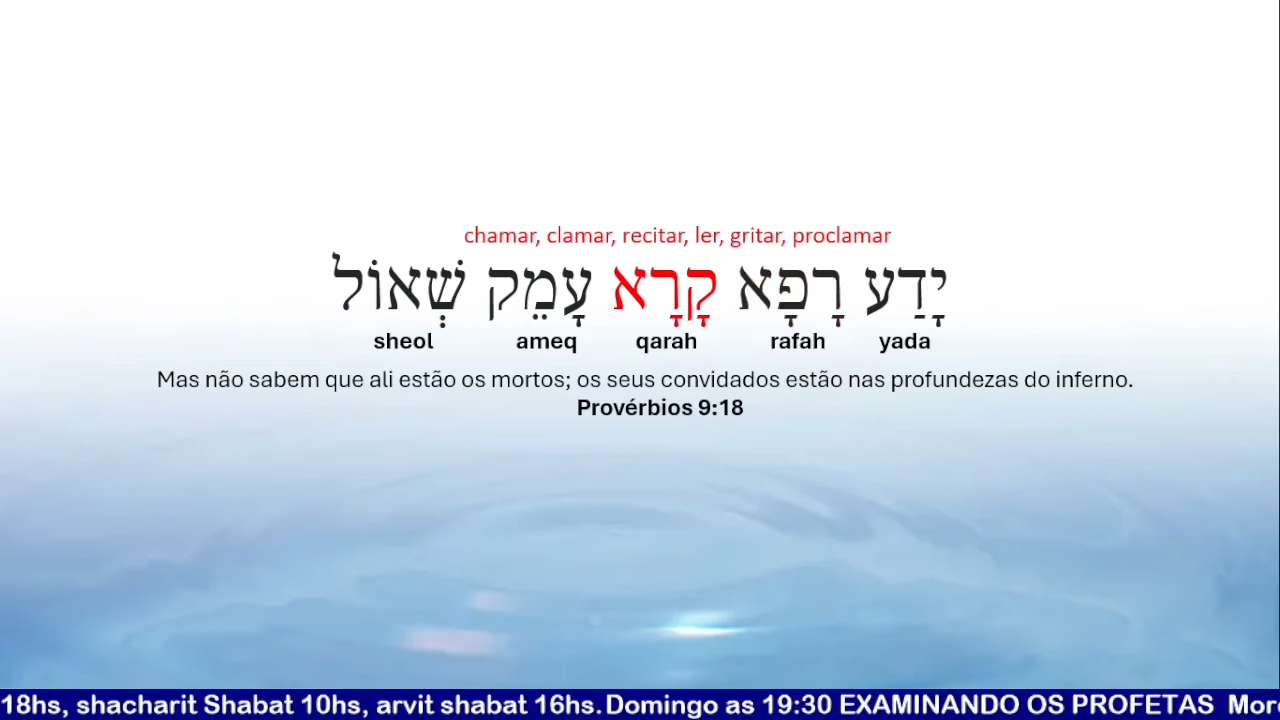 chamar, clamar, recitar, ler, gritar, proclamar
יָדַע רָפָא קָרָא עָמֵק שְׁאוֹל
sheol ameq qarah rafah yada
Mas não sabem que ali estão os mortos; os seus convidados estão nas profundezas do inferno.
Provérbios 9:18
18hs, shacharit Shabat 10hs, arvit shabat 16hs. Domingo as 19:30 EXAMINANDO OS PROFETAS